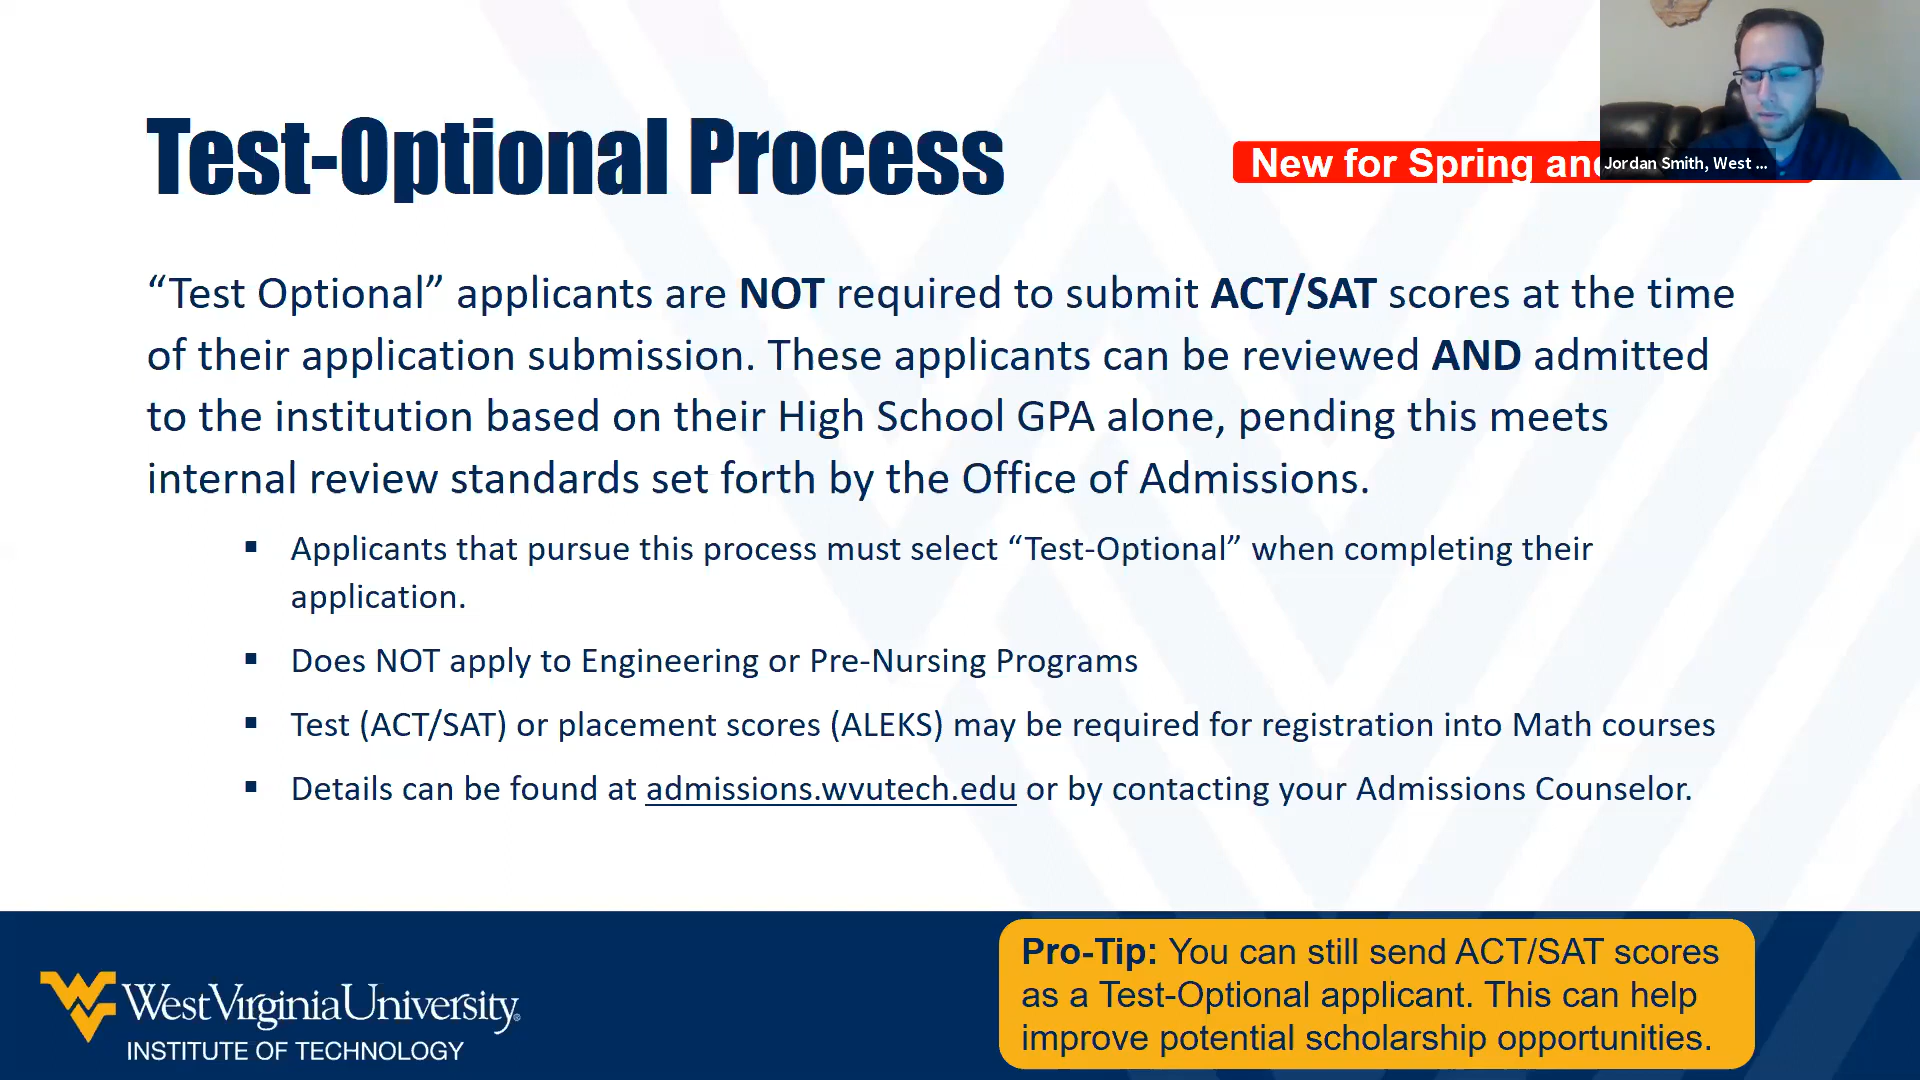 Test-Optional Process
New for Spring and
Jordan Smith, West ...
“Test Optional” applicants are NOT required to submit ACT/SAT scores at the time
of their application submission. These applicants can be reviewed AND admitted
to the institution based on their High School GPA alone, pending this meets
internal review standards set forth by the Office of Admissions.
▪ Applicants that pursue this process must select “Test-Optional” when completing their
application.
▪ Does NOT apply to Engineering or Pre-Nursing Programs
▪ Test (ACT/SAT) or placement scores (ALEKS) may be required for registration into Math courses
▪ Details can be found at admissions.wvutech.edu or by contacting your Admissions Counselor.
WestVirginiaUniversity®
INSTITUTE OF TECHNOLOGY
Pro-Tip: You can still send ACT/SAT scores
as a Test-Optional applicant. This can help
improve potential scholarship opportunities.